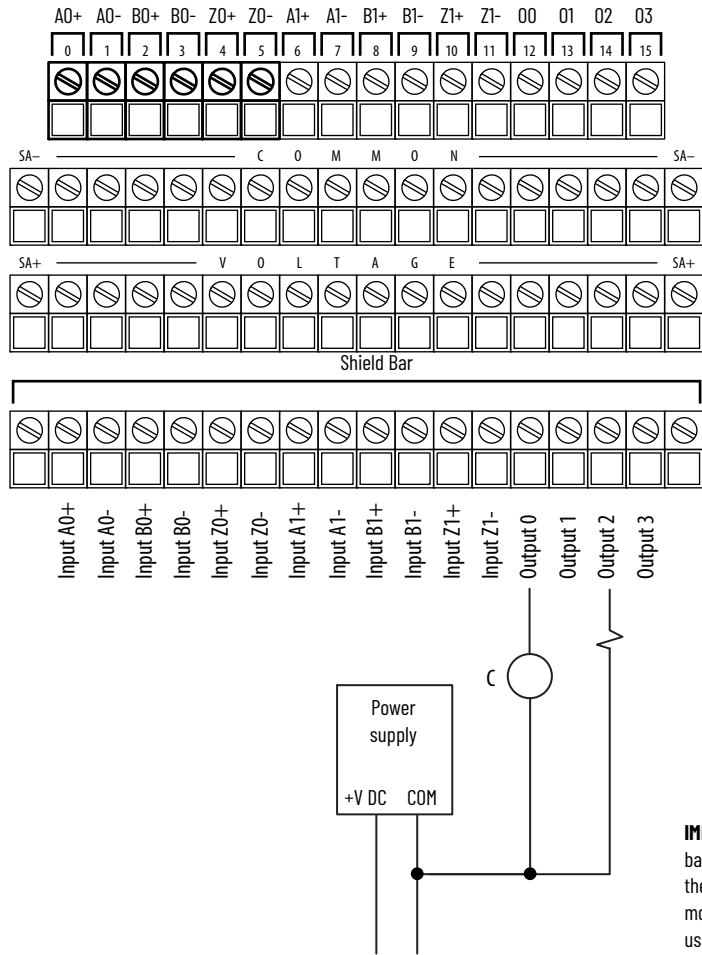 A0+ A0- B0+ B0- Z0+ Z0- A1+ A1- B1+ B1- Z1+ Z1- 00 01 02 03
0 1 2 3 4 5 6 7 8 9 10 11 12 13 14 15
SA– C O M M O N SA–
SA+ V O L T A G E SA+
Shield Bar
Input A0+
Input A0-
Input B0+
Input B0-
Input Z0+
Input Z0-
Input A1+
Input A1-
Input B1+
Input B1-
Input Z1+
Input Z1-
Output 0
Output 1
Output 2
Output 3
C
Power
supply
+V DC COM